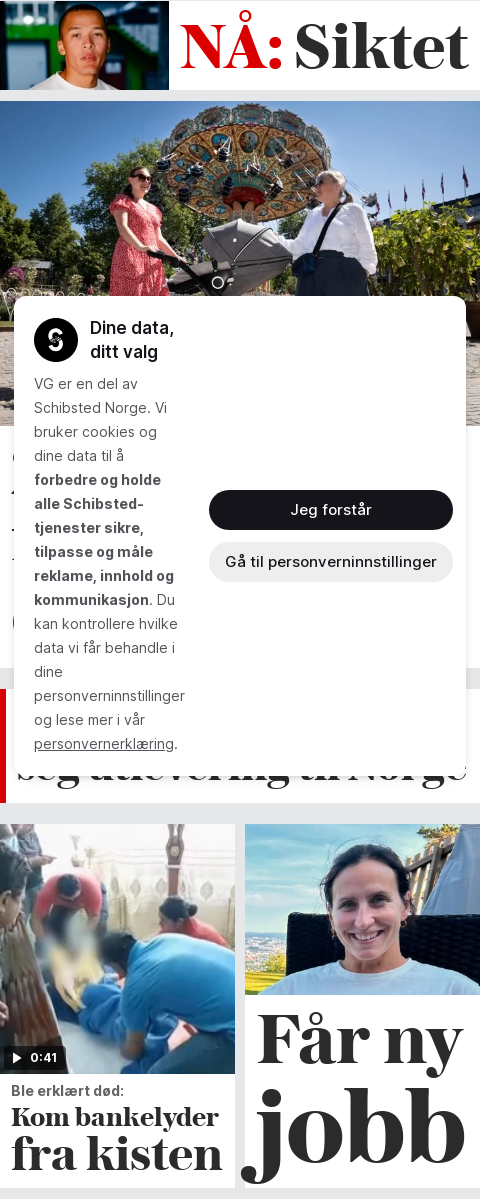 NÅ: Siktet
Dine data,
ditt valg
VG er en del av
Schibsted Norge. Vi
bruker cookies og
dine data til å
forbedre og holde
alle Schibsted-
tjenester sikre,
tilpasse og måle
reklame, innhold og
kommunikasjon. Du
kan kontrollere hvilke
data vi får behandle i
dine
personverninnstillinger
og lese mer i vår
personvernerklæring.
Jeg forstår
Gå til personverninnstillinger
seg utlevering til Norge
0:41
Ble erklært død:
Kom bankelyder
fra kisten
Får ny
jobb